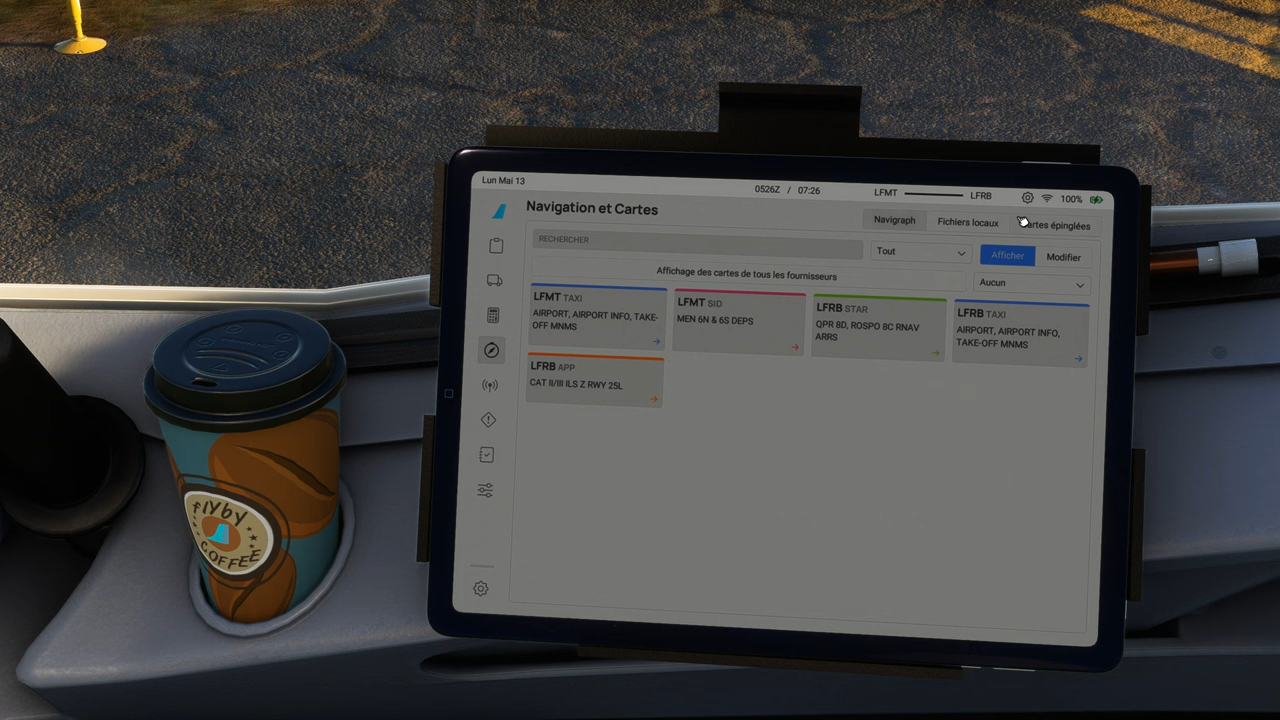 Lun Mai 13
0526Z / 07:26
LFMT
LFRB
100%
Navigation et Cartes
Navigraph
Fichiers locaux
artes épinglées
RECHERCHER
Tout
Afficher
Modifier
Affichage des cartes de tous les fournisseurs
Aucun
LFMT TAXI
AIRPORT, AIRPORT INFO, TAKE-
OFF MNMS
LFMT SID
MEN 6N & 6S DEPS
LFRB STAR
QPR 8D, ROSPO 8C RNAV
ARRS
LFRB TAXI
AIRPORT, AIRPORT INFO,
TAKE-OFF MNMS
LFRB APP
CAT II/III ILS Z RWY 25L
flyby
COFFEE